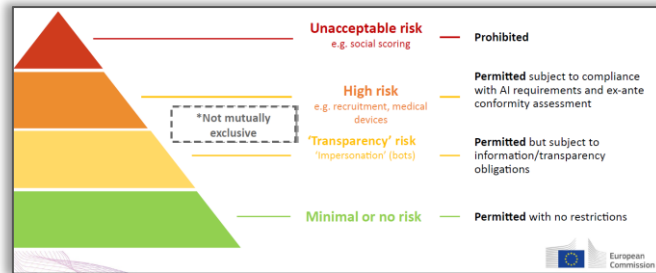 Unacceptable risk
e.g. social scoring
Prohibited
High risk
e.g. recruitment, medical
devices
Permitted subject to compliance
with AI requirements and ex-ante
conformity assessment
*Not mutually
exclusive
'Transparency' risk
'Impersonation' (bots)
Permitted but subject to
information/transparency
obligations
Minimal or no risk
Permitted with no restrictions
European
Commission